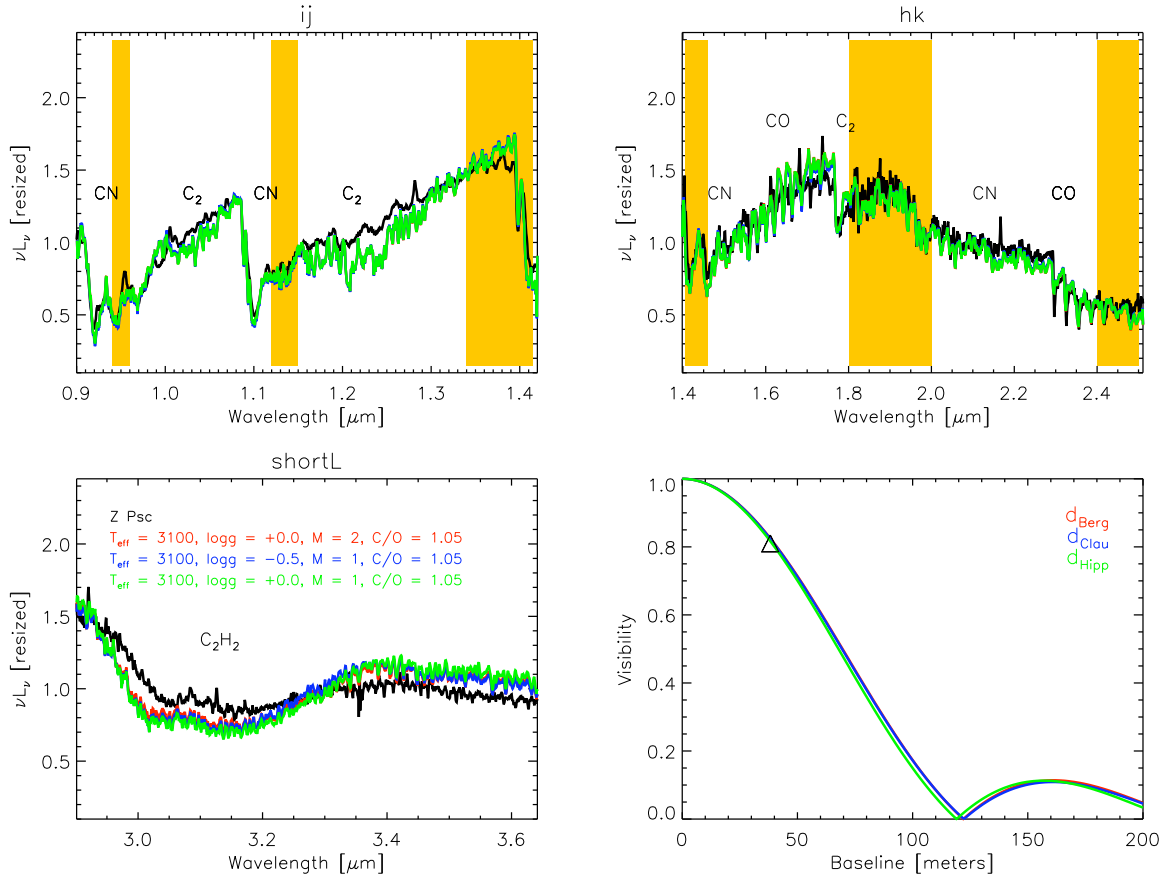 ij
hk
2.0
1.5
1.0
0.5
νLν [resized]
CN
C2
CN
C2
0.9
1.0
1.1
1.2
1.3
1.4
Wavelength [μm]
2.0
1.5
1.0
0.5
νLν [resized]
CO
C2
CN
CN
CO
1.4
1.6
1.8
2.0
2.2
2.4
Wavelength [μm]
shortL
2.0
1.5
1.0
0.5
νLν [resized]
Z Psc
Teff = 3100, logg = +0.0, M = 2, C/O = 1.05
Teff = 3100, logg = −0.5, M = 1, C/O = 1.05
Teff = 3100, logg = +0.0, M = 1, C/O = 1.05
C2H2
3.0
3.2
3.4
3.6
Wavelength [μm]
1.0
0.8
0.6
0.4
0.2
0.0
Visibility
dBerg
dClau
dHipp
0
50
100
150
200
Baseline [meters]